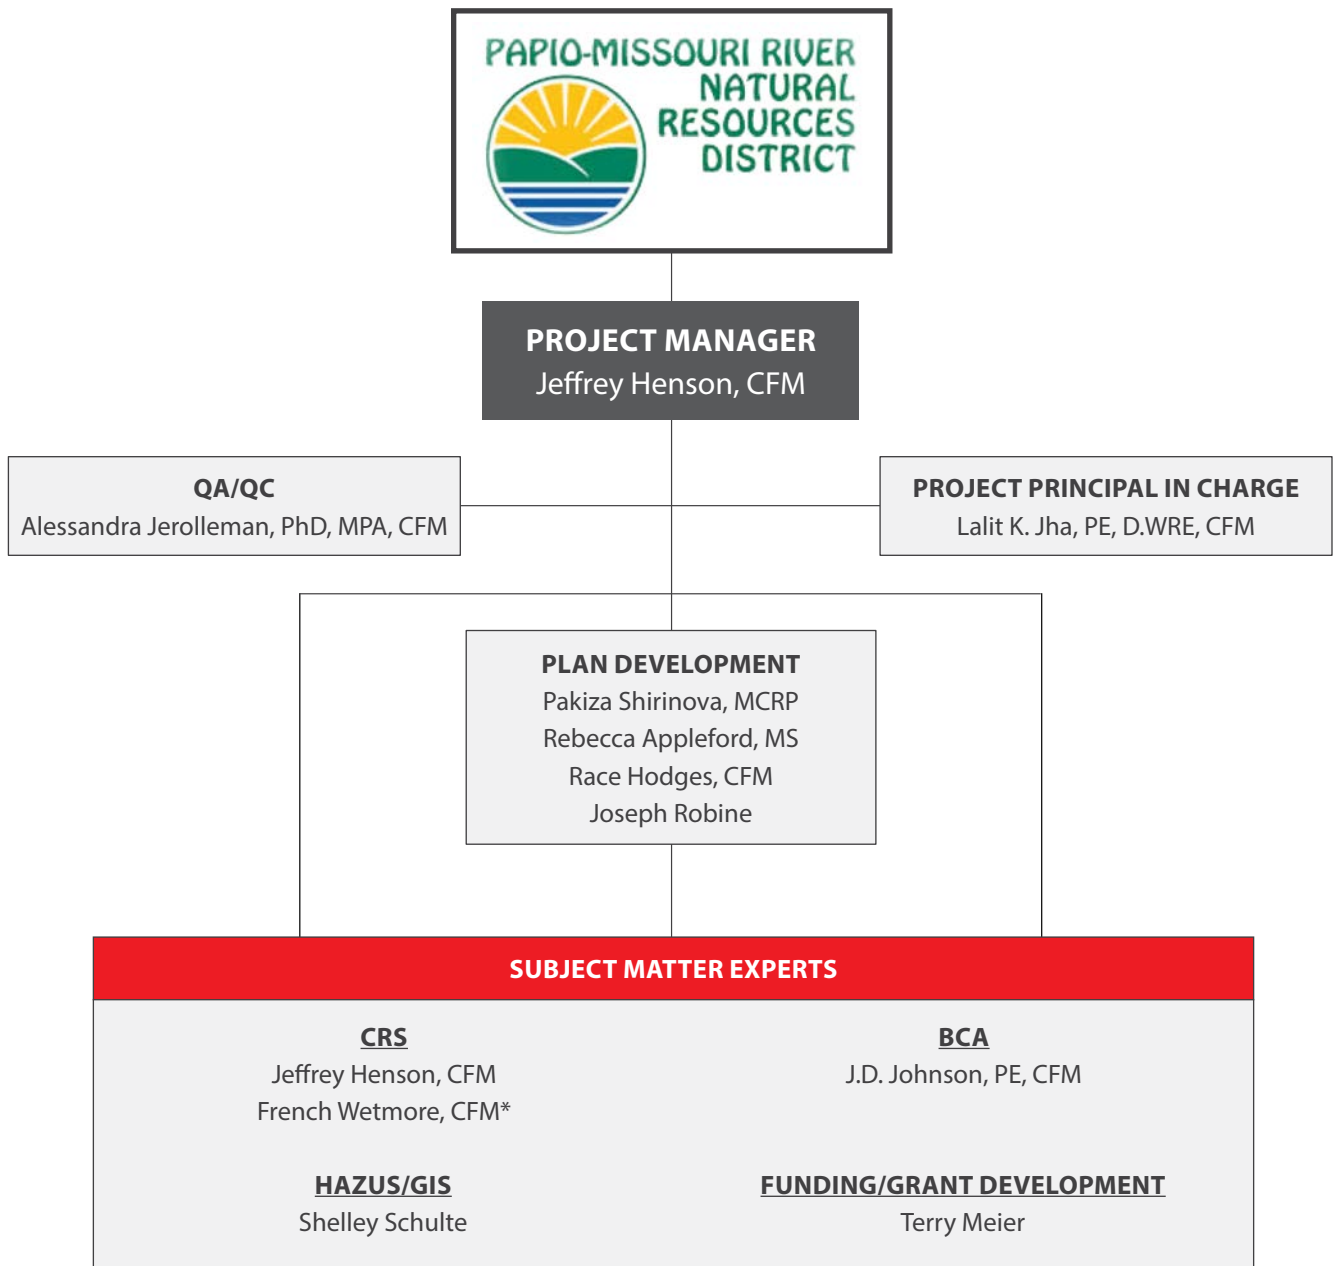 PAPIO-MISSOURI RIVER
NATURAL
RESOURCES
DISTRICT
PROJECT MANAGER
Jeffrey Henson, CFM
QA/QC
Alessandra Jerolleman, PhD, MPA, CFM
PROJECT PRINCIPAL IN CHARGE
Lalit K. Jha, PE, D.WRE, CFM
PLAN DEVELOPMENT
Pakiza Shirinova, MCRP
Rebecca Appleford, MS
Race Hodges, CFM
Joseph Robine
SUBJECT MATTER EXPERTS
CRS
Jeffrey Henson, CFM
French Wetmore, CFM*
BCA
J.D. Johnson, PE, CFM
HAZUS/GIS
Shelley Schulte
FUNDING/GRANT DEVELOPMENT
Terry Meier